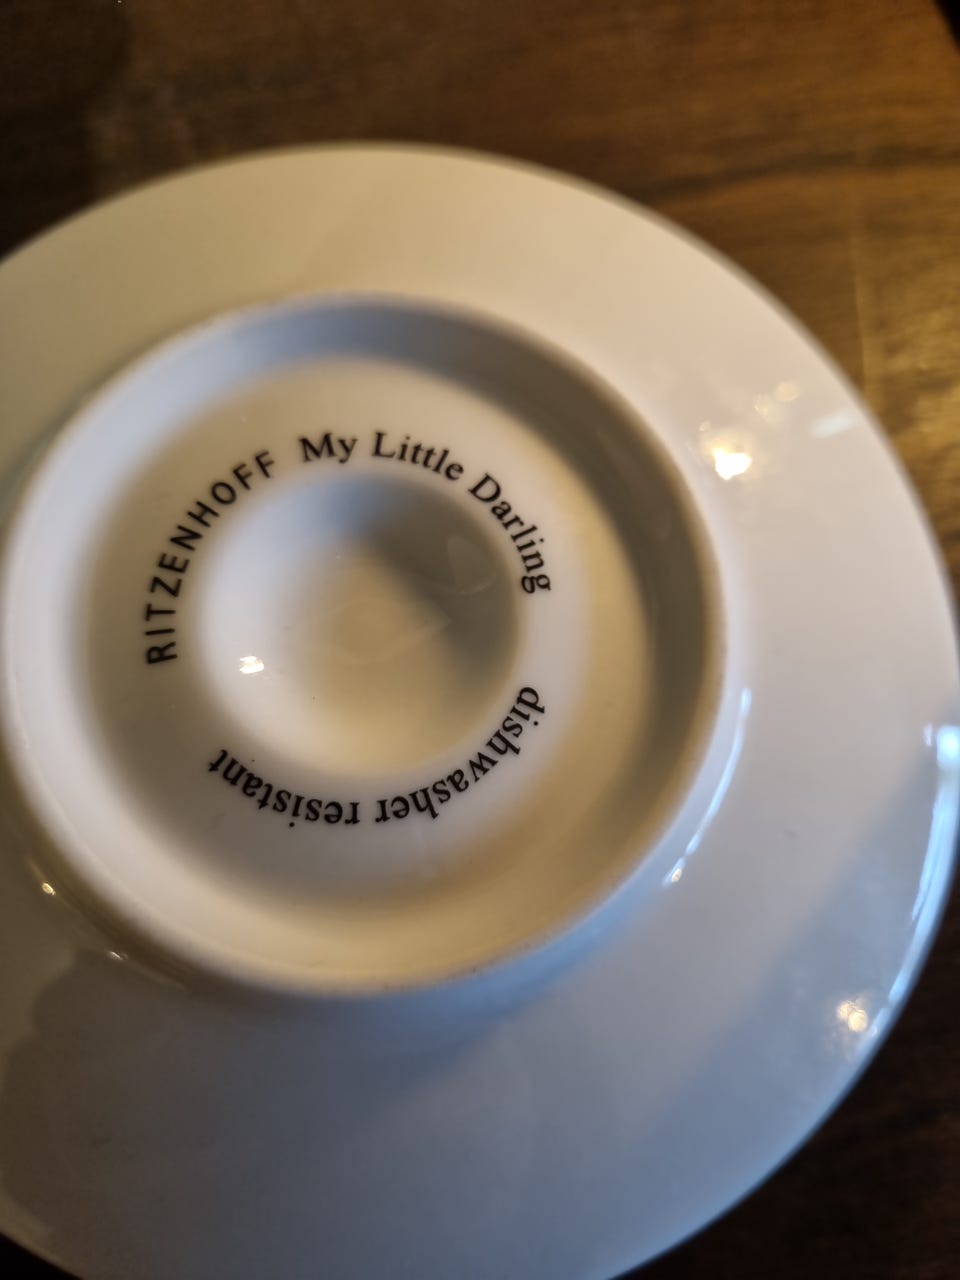 RITZENHOFF My Little Darling
dishwasher resistant